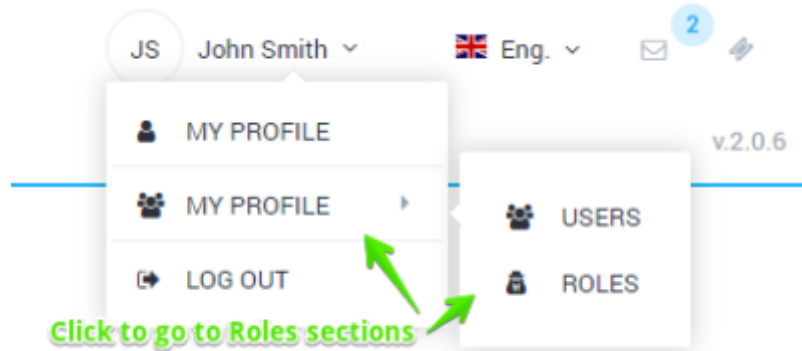 JS John Smith Eng. 2
MY PROFILE
v.2.0.6
MY PROFILE
USERS
LOG OUT
ROLES
Click to go to Roles sections